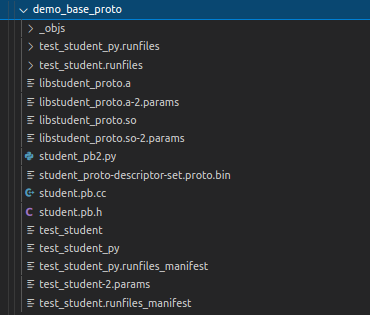 demo_base_proto
_objs
test_student_py.runfiles
test_student.runfiles
libstudent_proto.a
libstudent_proto.a-2.params
libstudent_proto.so
libstudent_proto.so-2.params
student_pb2.py
student_proto-descriptor-set.proto.bin
student.pb.cc
student.pb.h
test_student
test_student_py
test_student_py.runfiles_manifest
test_student-2.params
test_student.runfiles_manifest